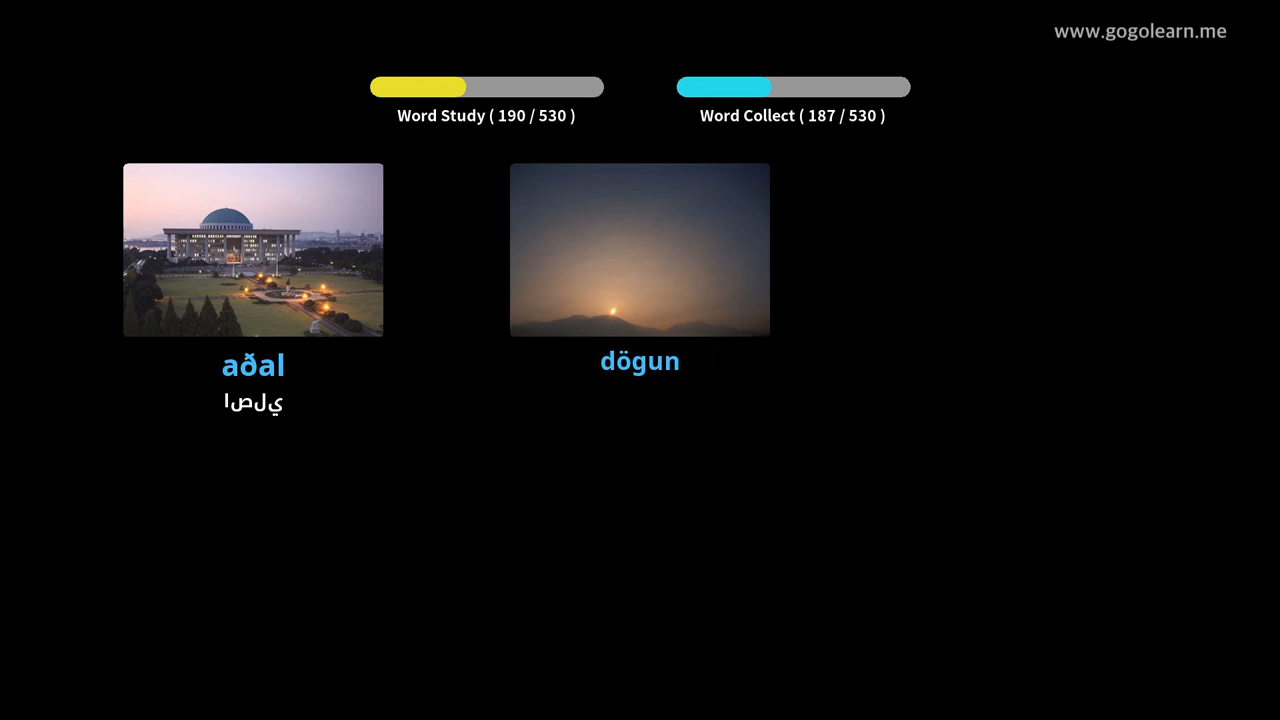 www.gogolearn.me
Word Study ( 190 / 530 )
Word Collect ( 187 / 530 )
aðal
اصلي
dögun